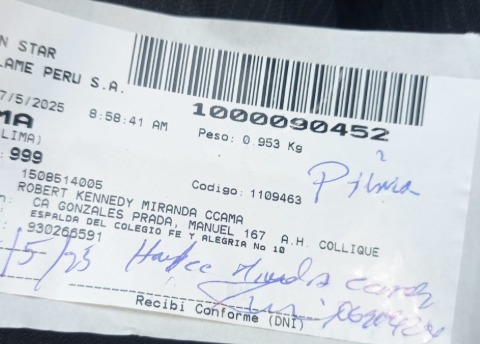 N STAR
LAME PERU S.A.
7/5/2025
8:58:41 AM
1000090452
Peso: 0.953 Kg
MA
LIMA)
: 999
1508514005
Codigo: 1109463
ROBERT KENNEDY MIRANDA CCAMA
CA GONZALES PRADA, MANUEL 167 A.H. COLLIQUE
ESPALDA DEL COLEGIO FE Y ALEGRIA No 10
930266591
/5/25
Recibi Conforme (DNI)